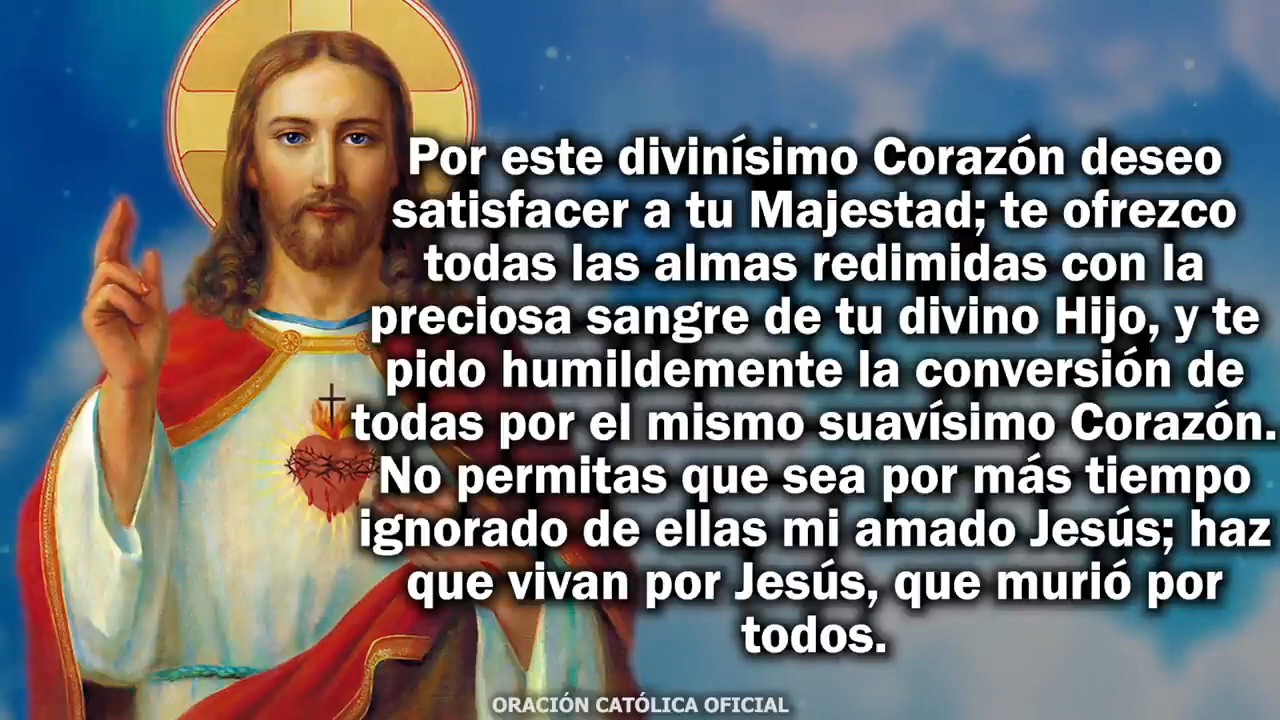 Por este divinísimo Corazón deseo
satisfacer a tu Majestad; te ofrezco
todas las almas redimidas con la
preciosa sangre de tu divino Hijo, y te
pido humildemente la conversión de
todas por el mismo suavísimo Corazón.
No permitas que sea por más tiempo
ignorado de ellas mi amado Jesús; haz
que vivan por Jesús, que murió por
todos.
ORACIÓN CATÓLICA OFICIAL